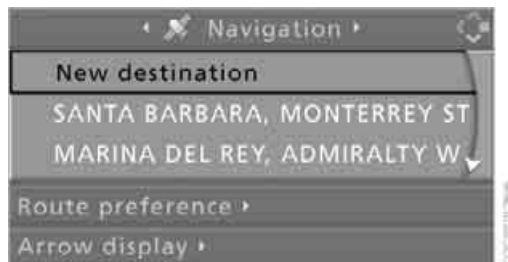 Navigation
New destination
SANTA BARBARA, MONTERREY ST
MARINA DEL REY, ADMIRALTY W
Route preference
Arrow display